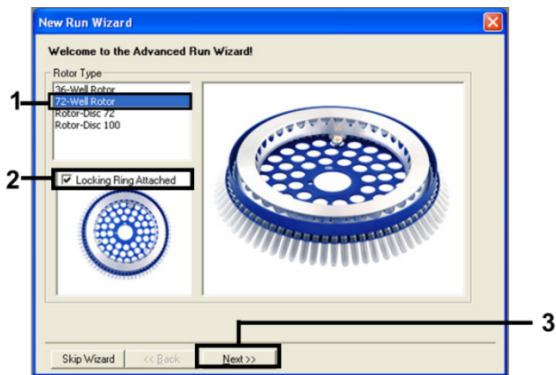 New Run Wizard
Welcome to the Advanced Run Wizard!
Rotor Type
36-Well Rotor
1
72-Well Rotor
Rotor-Disc 72
Rotor-Disc 100
2
Locking Ring Attached
3
Skip Wizard
<< Back
Next >>